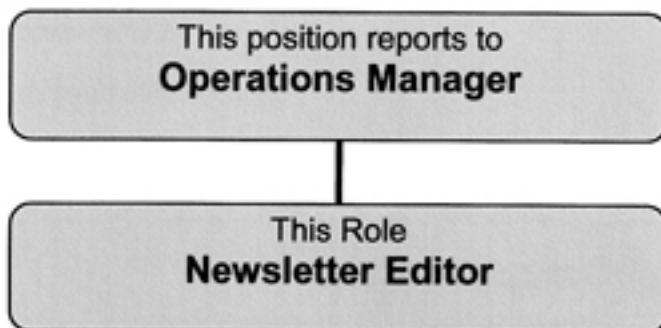 This position reports to
Operations Manager
This Role
Newsletter Editor